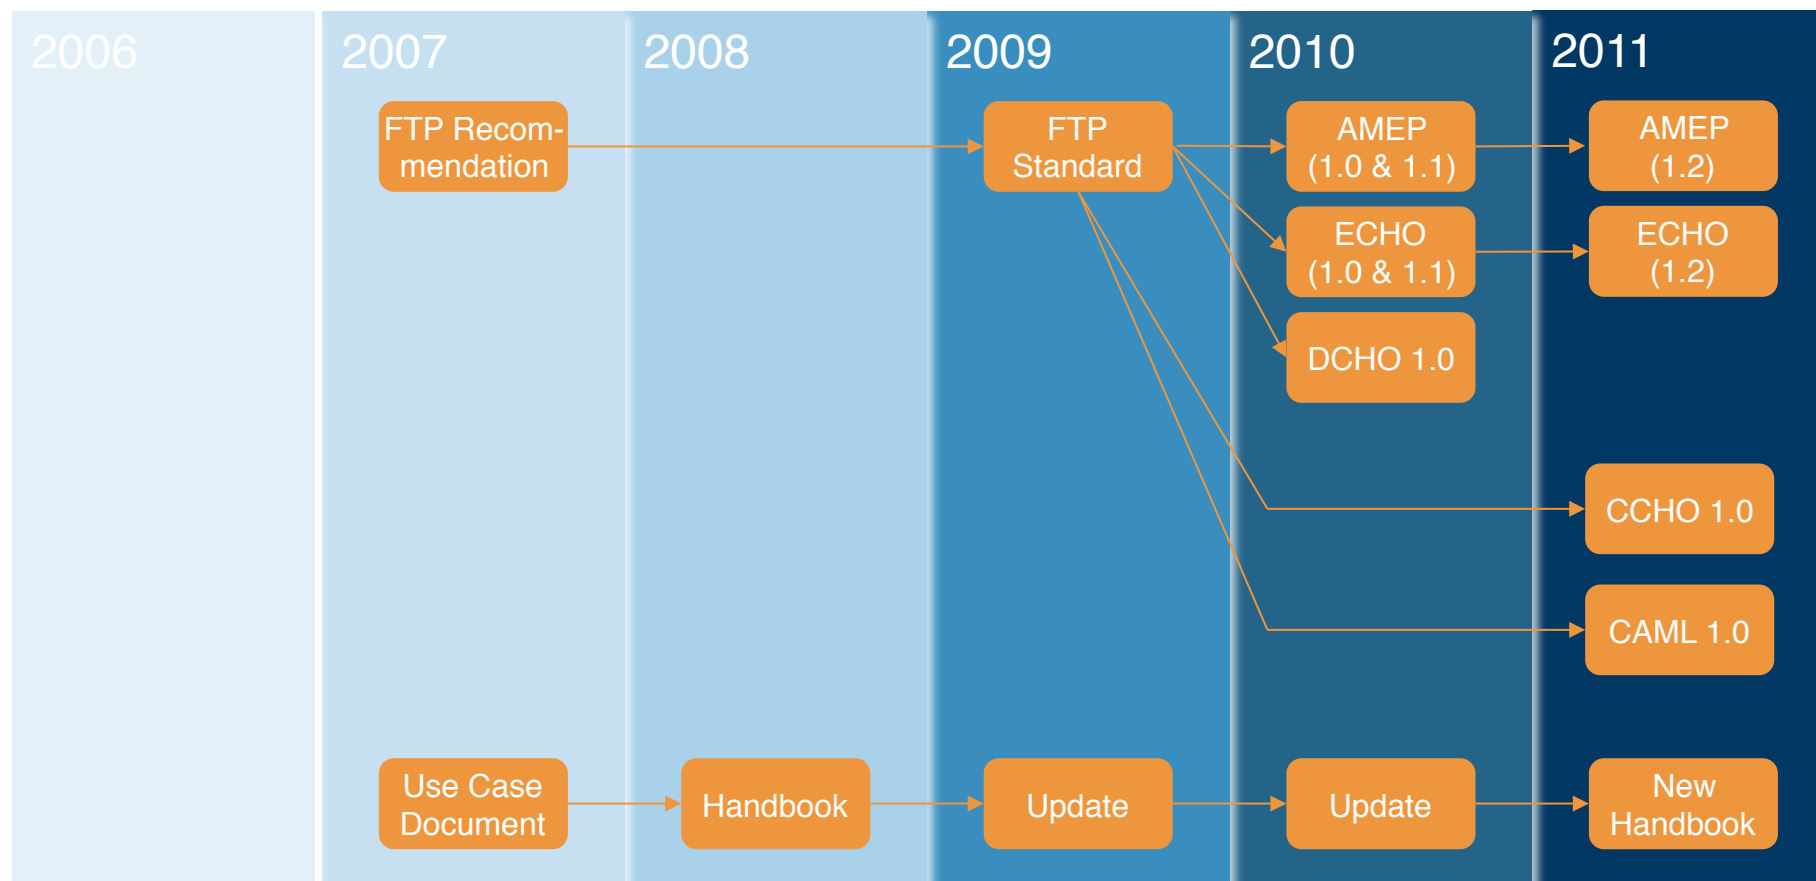 2006
2007
2008
2009
2010
2011
FTP Recom-
mendation
FTP
Standard
AMEP
(1.0 & 1.1)
AMEP
(1.2)
ECHO
(1.0 & 1.1)
ECHO
(1.2)
DCHO 1.0
CCHO 1.0
CAML 1.0
Use Case
Document
Handbook
Update
Update
New
Handbook